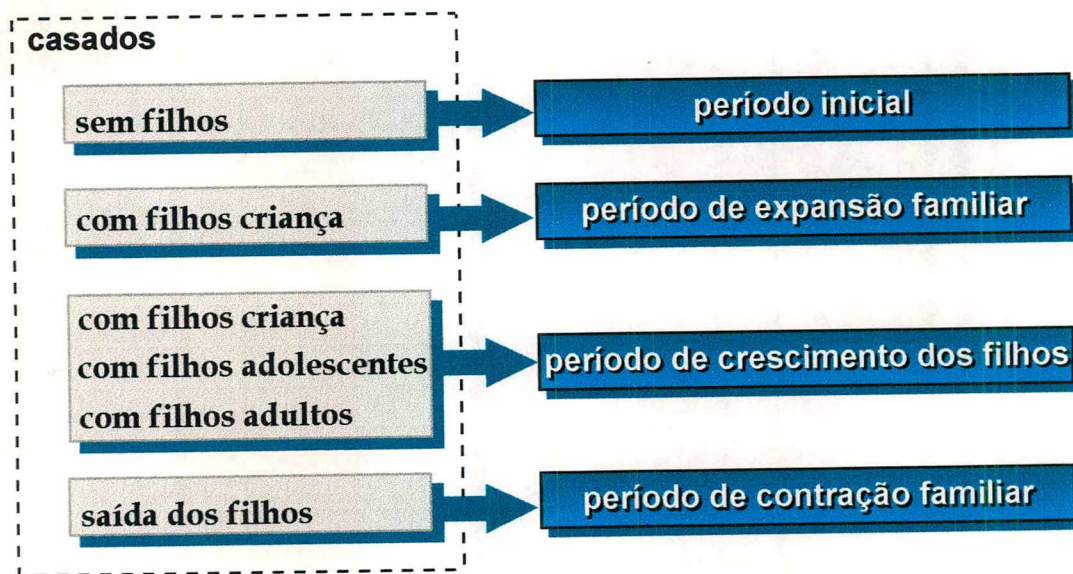 casados
sem filhos
período inicial
com filhos criança
período de expansão familiar
com filhos criança
com filhos adolescentes
com filhos adultos
período de crescimento dos filhos
saída dos filhos
período de contração familiar